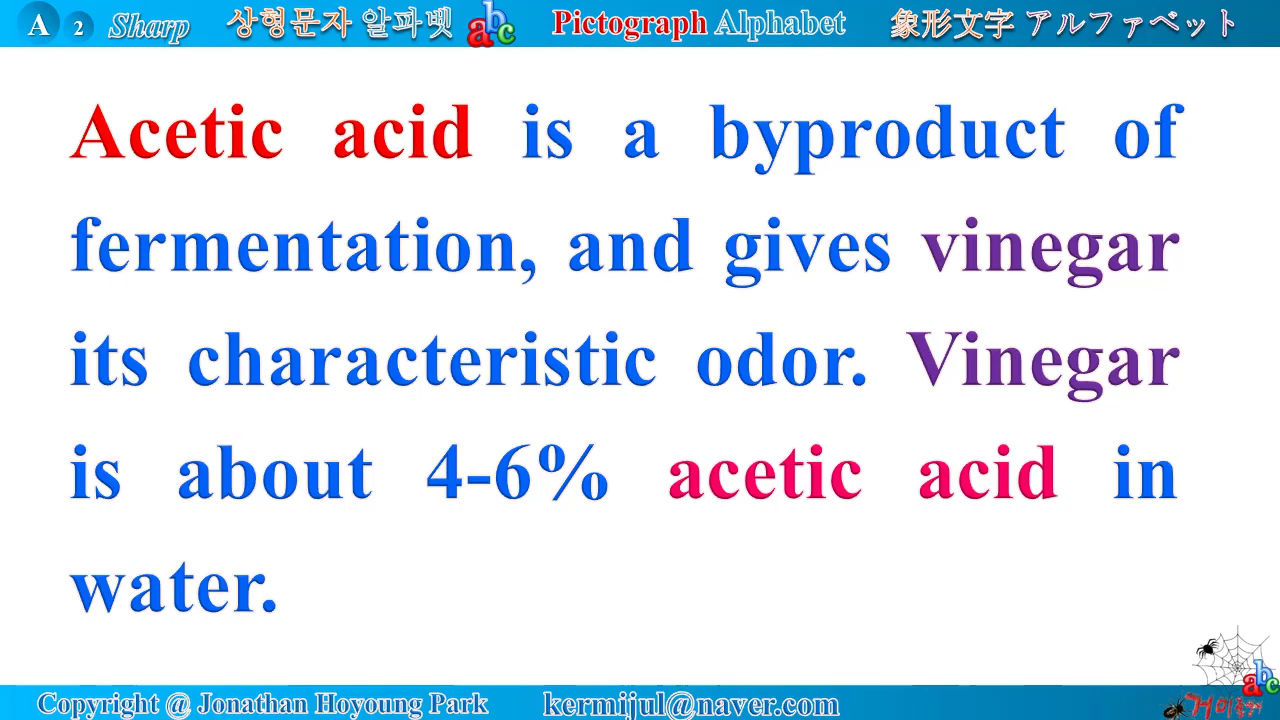 A 2 Sharp 상형문자 알파벳 abc Pictograph Alphabet 象形文字 アルファベット
Acetic acid is a byproduct of
fermentation, and gives vinegar
its characteristic odor. Vinegar
is about 4-6% acetic acid in
water.
abc
Copyright @ Jonathan Hoyoung Park kermijul@naver.com